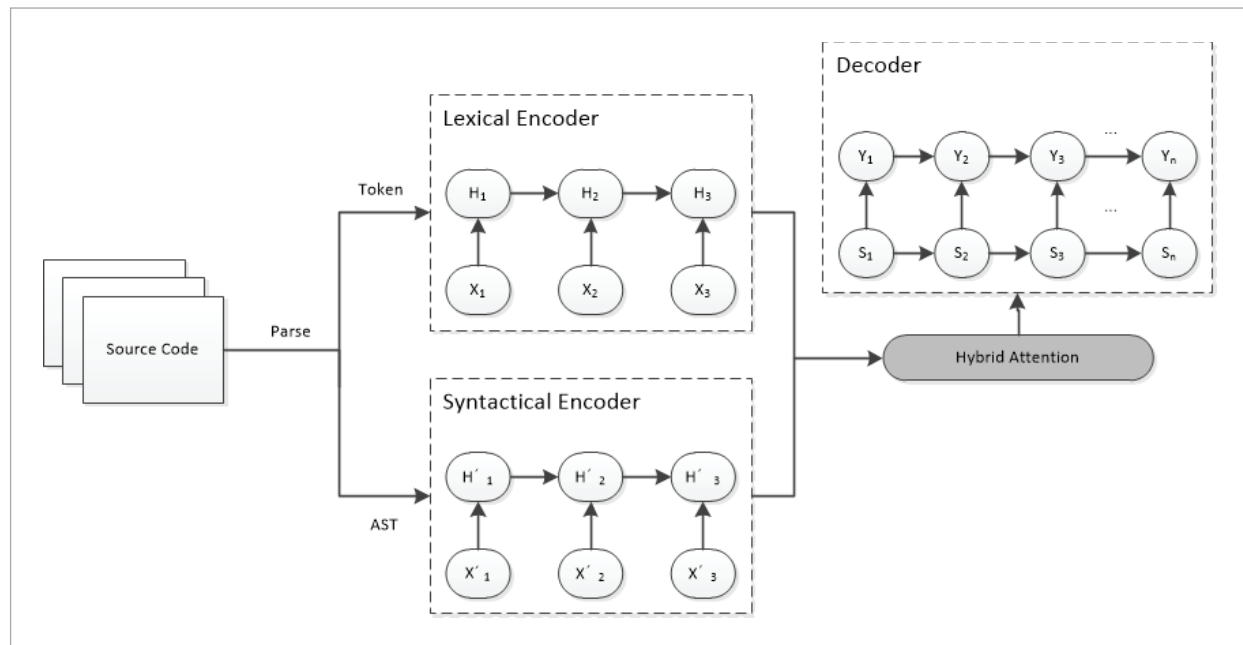 Source Code
Parse
Token
AST
Lexical Encoder
H₁ H₂ H₃
X₁ X₂ X₃
Syntactical Encoder
H´ ₁ H´ ₂ H´ ₃
X´ ₁ X´ ₂ X´ ₃
Hybrid Attention
Decoder
...
Y₁ Y₂ Y₃ Yₙ
...
S₁ S₂ S₃ Sₙ